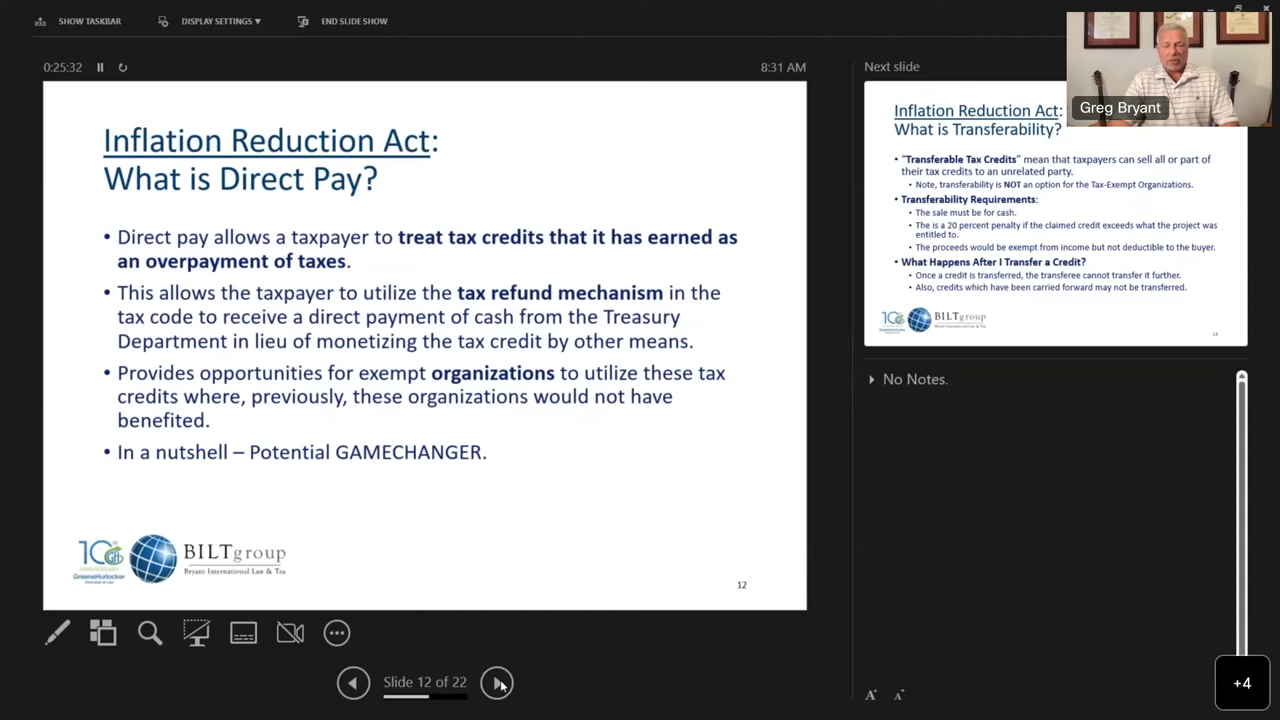 SHOW TASKBAR
DISPLAY SETTINGS ▼
END SLIDE SHOW
0:25:32
8:31 AM
Inflation Reduction Act:
What is Direct Pay?
• Direct pay allows a taxpayer to treat tax credits that it has earned as
an overpayment of taxes.
• This allows the taxpayer to utilize the tax refund mechanism in the
tax code to receive a direct payment of cash from the Treasury
Department in lieu of monetizing the tax credit by other means.
• Provides opportunities for exempt organizations to utilize these tax
credits where, previously, these organizations would not have
benefited.
• In a nutshell – Potential GAMECHANGER.
10
ANNIVERSARY
GreeneHurlocker
BILTgroup
Bryant International Law & Tax
12
Slide 12 of 22
Next slide
Greg Bryant
Inflation Reduction Act:
What is Transferability?
• “Transferable Tax Credits” mean that taxpayers can sell all or part of
their tax credits to an unrelated party.
• Note, transferability is NOT an option for the Tax-Exempt Organizations.
• Transferability Requirements:
• The sale must be for cash.
• The is a 20 percent penalty if the claimed credit exceeds what the project was
entitled to.
• The proceeds would be exempt from income but not deductible to the buyer.
• What Happens After I Transfer a Credit?
• Once a credit is transferred, the transferee cannot transfer it further.
• Also, credits which have been carried forward may not be transferred.
10
BILTgroup
Bryant International Law & Tax
No Notes.
A A
+4